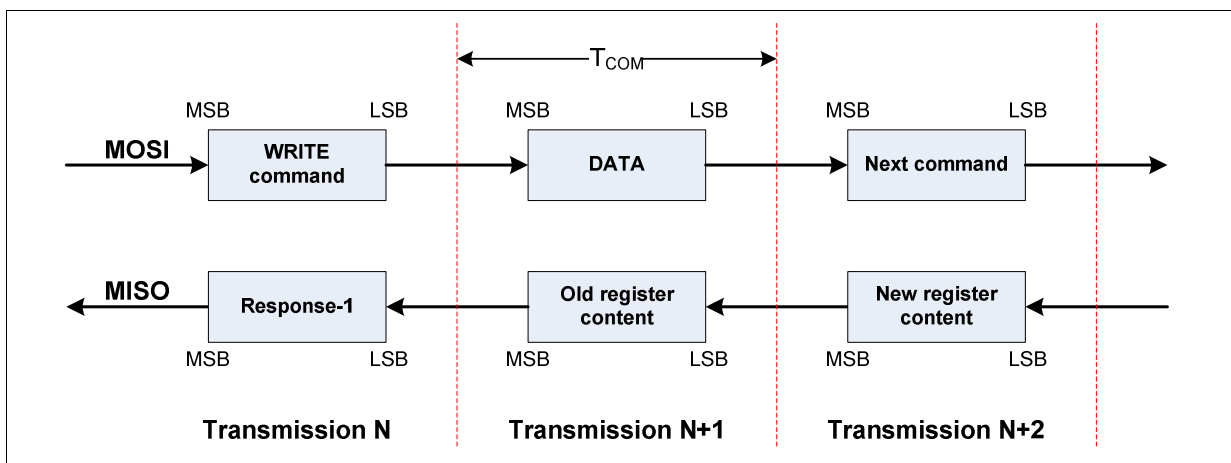 T_COM
MSB LSB MSB LSB MSB LSB
MOSI WRITE command DATA Next command
MISO Response-1 Old register content New register content
MSB LSB MSB LSB MSB LSB
Transmission N Transmission N+1 Transmission N+2